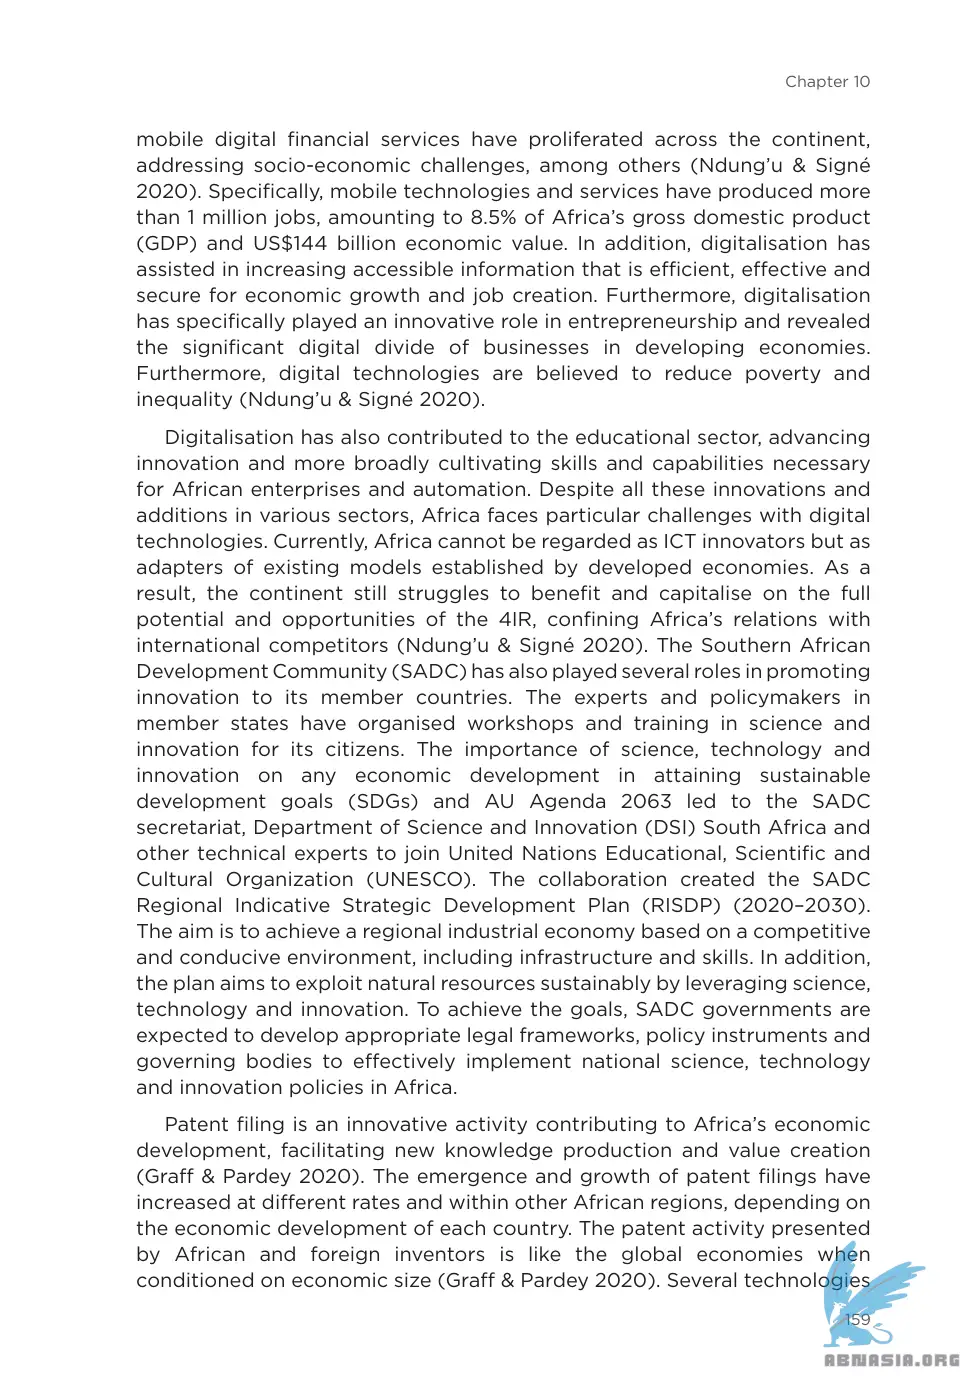 Chapter 10
mobile digital financial services have proliferated across the continent,
addressing socio-economic challenges, among others (Ndung’u & Signé
2020). Specifically, mobile technologies and services have produced more
than 1 million jobs, amounting to 8.5% of Africa’s gross domestic product
(GDP) and US$144 billion economic value. In addition, digitalisation has
assisted in increasing accessible information that is efficient, effective and
secure for economic growth and job creation. Furthermore, digitalisation
has specifically played an innovative role in entrepreneurship and revealed
the significant digital divide of businesses in developing economies.
Furthermore, digital technologies are believed to reduce poverty and
inequality (Ndung’u & Signé 2020).
Digitalisation has also contributed to the educational sector, advancing
innovation and more broadly cultivating skills and capabilities necessary
for African enterprises and automation. Despite all these innovations and
additions in various sectors, Africa faces particular challenges with digital
technologies. Currently, Africa cannot be regarded as ICT innovators but as
adapters of existing models established by developed economies. As a
result, the continent still struggles to benefit and capitalise on the full
potential and opportunities of the 4IR, confining Africa’s relations with
international competitors (Ndung’u & Signé 2020). The Southern African
Development Community (SADC) has also played several roles in promoting
innovation to its member countries. The experts and policymakers in
member states have organised workshops and training in science and
innovation for its citizens. The importance of science, technology and
innovation on any economic development in attaining sustainable
development goals (SDGs) and AU Agenda 2063 led to the SADC
secretariat, Department of Science and Innovation (DSI) South Africa and
other technical experts to join United Nations Educational, Scientific and
Cultural Organization (UNESCO). The collaboration created the SADC
Regional Indicative Strategic Development Plan (RISDP) (2020–2030).
The aim is to achieve a regional industrial economy based on a competitive
and conducive environment, including infrastructure and skills. In addition,
the plan aims to exploit natural resources sustainably by leveraging science,
technology and innovation. To achieve the goals, SADC governments are
expected to develop appropriate legal frameworks, policy instruments and
governing bodies to effectively implement national science, technology
and innovation policies in Africa.
Patent filing is an innovative activity contributing to Africa’s economic
development, facilitating new knowledge production and value creation
(Graff & Pardey 2020). The emergence and growth of patent filings have
increased at different rates and within other African regions, depending on
the economic development of each country. The patent activity presented
by African and foreign inventors is like the global economies when
conditioned on economic size (Graff & Pardey 2020). Several technologies
159
ABNASIA.ORG